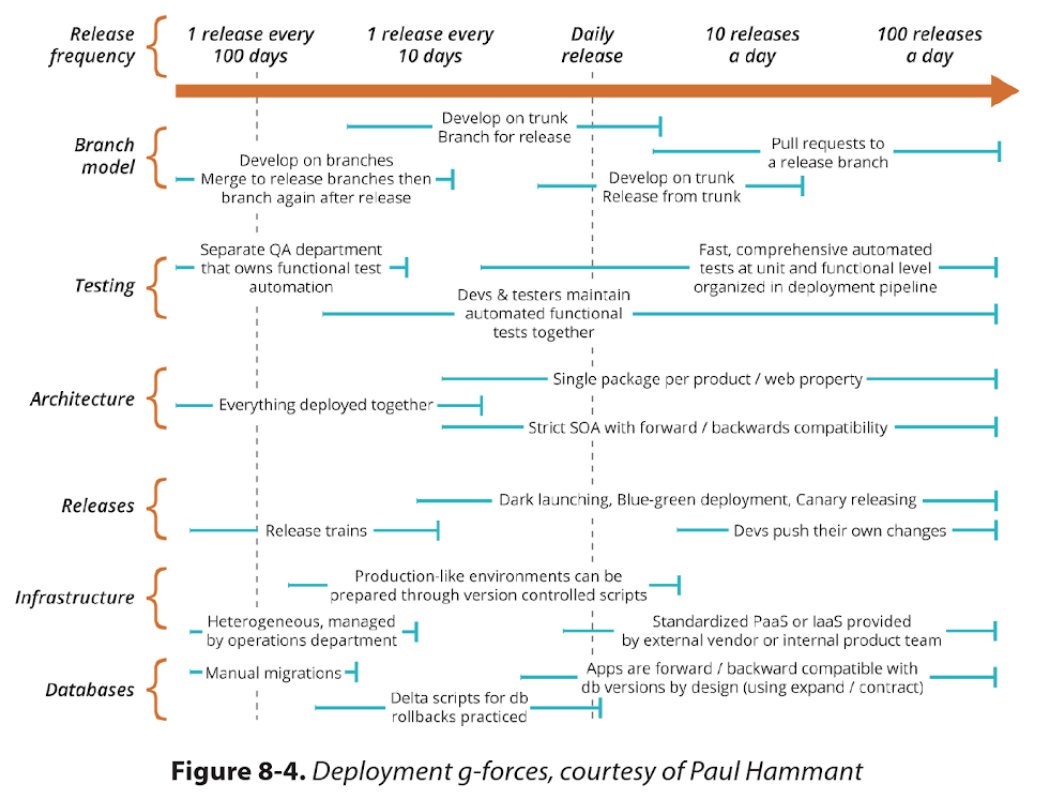 Release
frequency
1 release every
100 days
1 release every
10 days
Daily
release
10 releases
a day
100 releases
a day
Branch
model
Develop on trunk
Branch for release
Pull requests to
a release branch
Develop on branches
Merge to release branches then
branch again after release
Develop on trunk
Release from trunk
Testing
Separate QA department
that owns functional test
automation
Fast, comprehensive automated
tests at unit and functional level
organized in deployment pipeline
Devs & testers maintain
automated functional
tests together
Architecture
Single package per product / web property
Everything deployed together
Strict SOA with forward / backwards compatibility
Releases
Dark launching, Blue-green deployment, Canary releasing
Release trains
Devs push their own changes
Infrastructure
Production-like environments can be
prepared through version controlled scripts
Heterogeneous, managed
by operations department
Standardized PaaS or IaaS provided
by external vendor or internal product team
Databases
Manual migrations
Apps are forward / backward compatible with
db versions by design (using expand / contract)
Delta scripts for db
rollbacks practiced
Figure 8-4. Deployment g-forces, courtesy of Paul Hammant